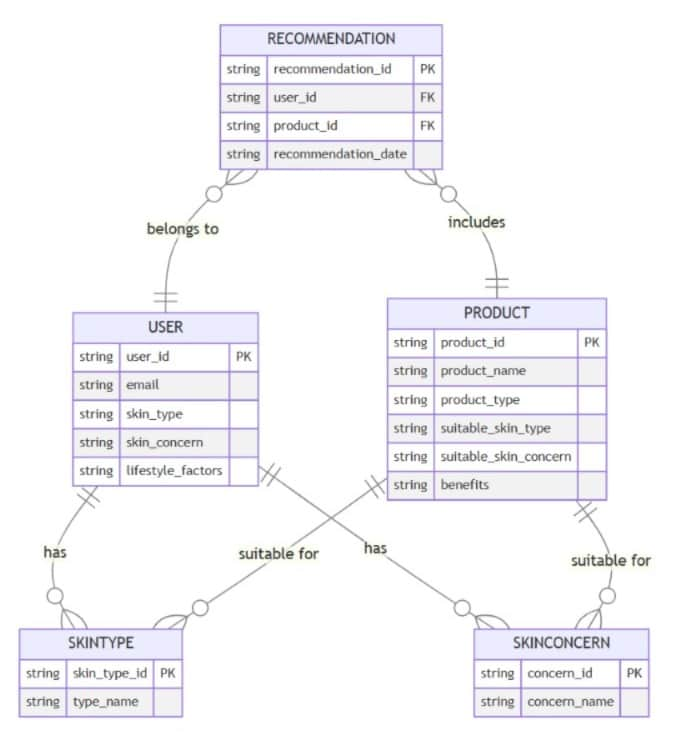 RECOMMENDATION
string recommendation_id PK
string user_id FK
string product_id FK
string recommendation_date
belongs to
includes
USER
string user_id PK
string email
string skin_type
string skin_concern
string lifestyle_factors
PRODUCT
string product_id PK
string product_name
string product_type
string suitable_skin_type
string suitable_skin_concern
string benefits
has
suitable for
has
suitable for
SKINTYPE
string skin_type_id PK
string type_name
SKINCONCERN
string concern_id PK
string concern_name